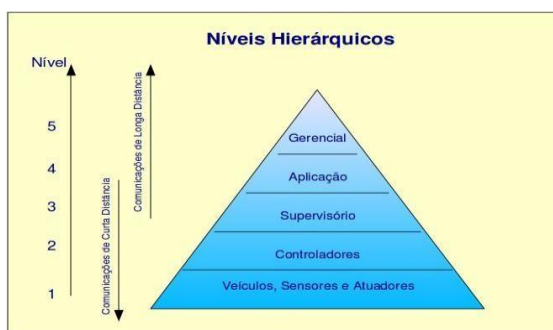 Níveis Hierárquicos
Nível
Comunicações de Longa Distância
Comunicações de Curta Distância
5
Gerencial
4
Aplicação
3
Supervisório
2
Controladores
1
Veículos, Sensores e Atuadores